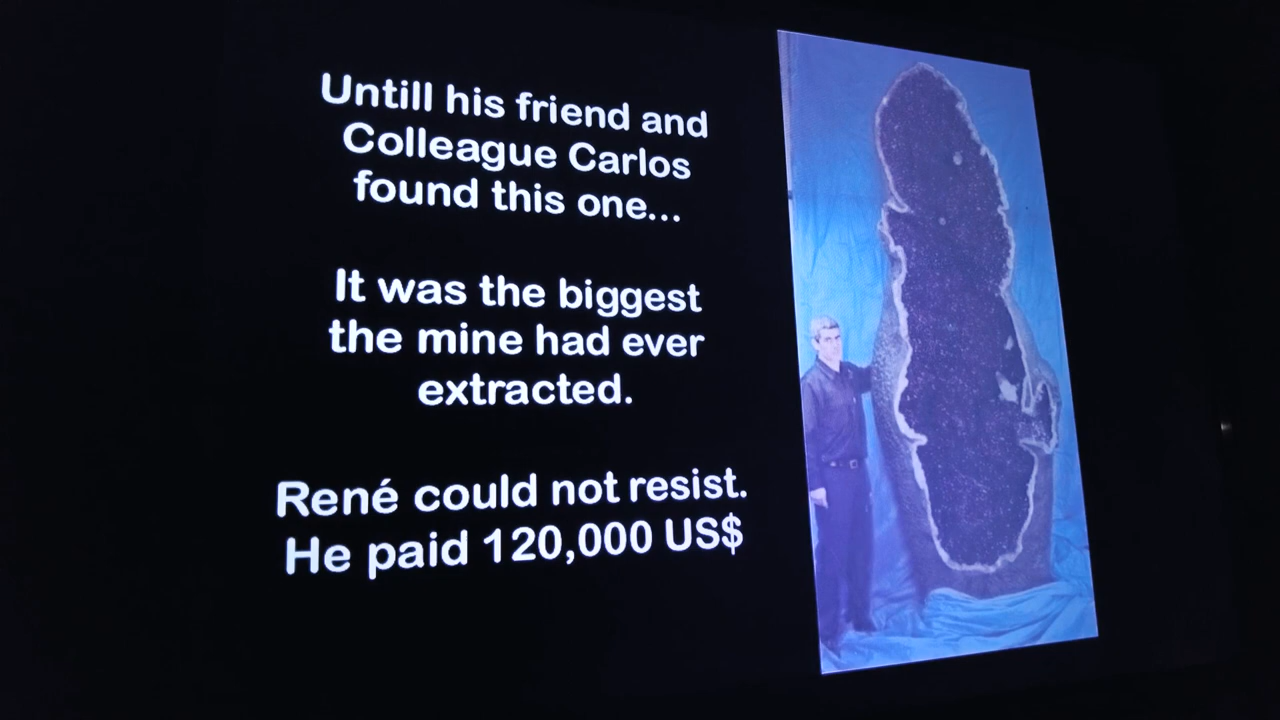 Untill his friend and
Colleague Carlos
found this one...
It was the biggest
the mine had ever
extracted.
René could not resist.
He paid 120,000 US$